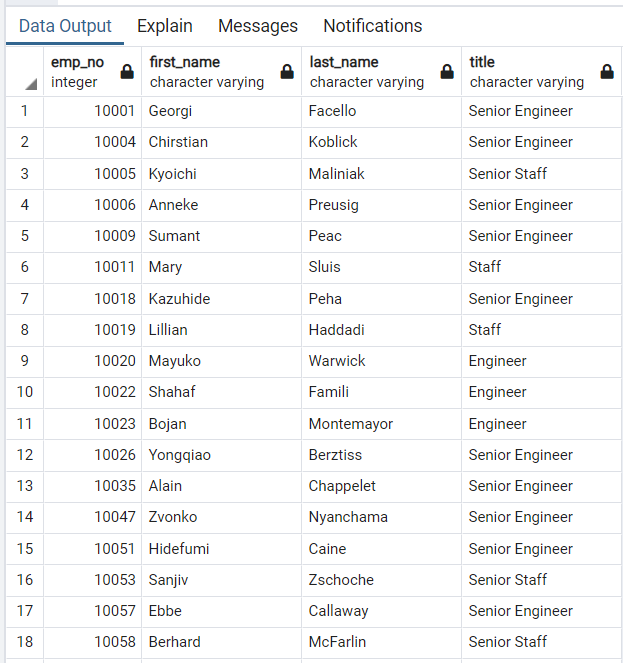 Data Output Explain Messages Notifications
emp_no first_name last_name title
integer character varying character varying character varying
1 10001 Georgi Facello Senior Engineer
2 10004 Chirstian Koblick Senior Engineer
3 10005 Kyoichi Maliniak Senior Staff
4 10006 Anneke Preusig Senior Engineer
5 10009 Sumant Peac Senior Engineer
6 10011 Mary Sluis Staff
7 10018 Kazuhide Peha Senior Engineer
8 10019 Lillian Haddadi Staff
9 10020 Mayuko Warwick Engineer
10 10022 Shahaf Famili Engineer
11 10023 Bojan Montemayor Engineer
12 10026 Yongqiao Berztiss Senior Engineer
13 10035 Alain Chappelet Senior Engineer
14 10047 Zvonko Nyanchama Senior Engineer
15 10051 Hidefumi Caine Senior Engineer
16 10053 Sanjiv Zschoche Senior Staff
17 10057 Ebbe Callaway Senior Engineer
18 10058 Berhard McFarlin Senior Staff